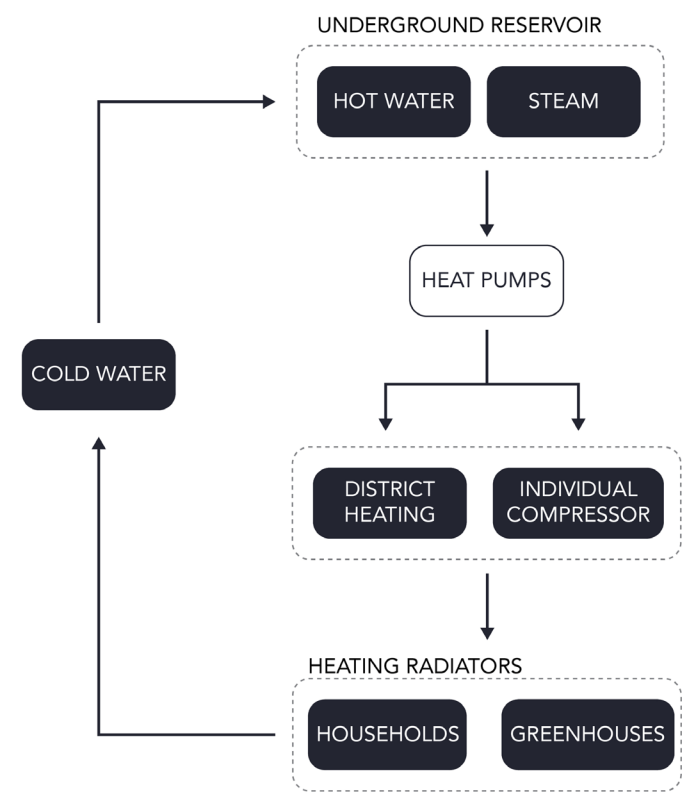 UNDERGROUND RESERVOIR
HOT WATER
STEAM
HEAT PUMPS
COLD WATER
DISTRICT
HEATING
INDIVIDUAL
COMPRESSOR
HEATING RADIATORS
HOUSEHOLDS
GREENHOUSES